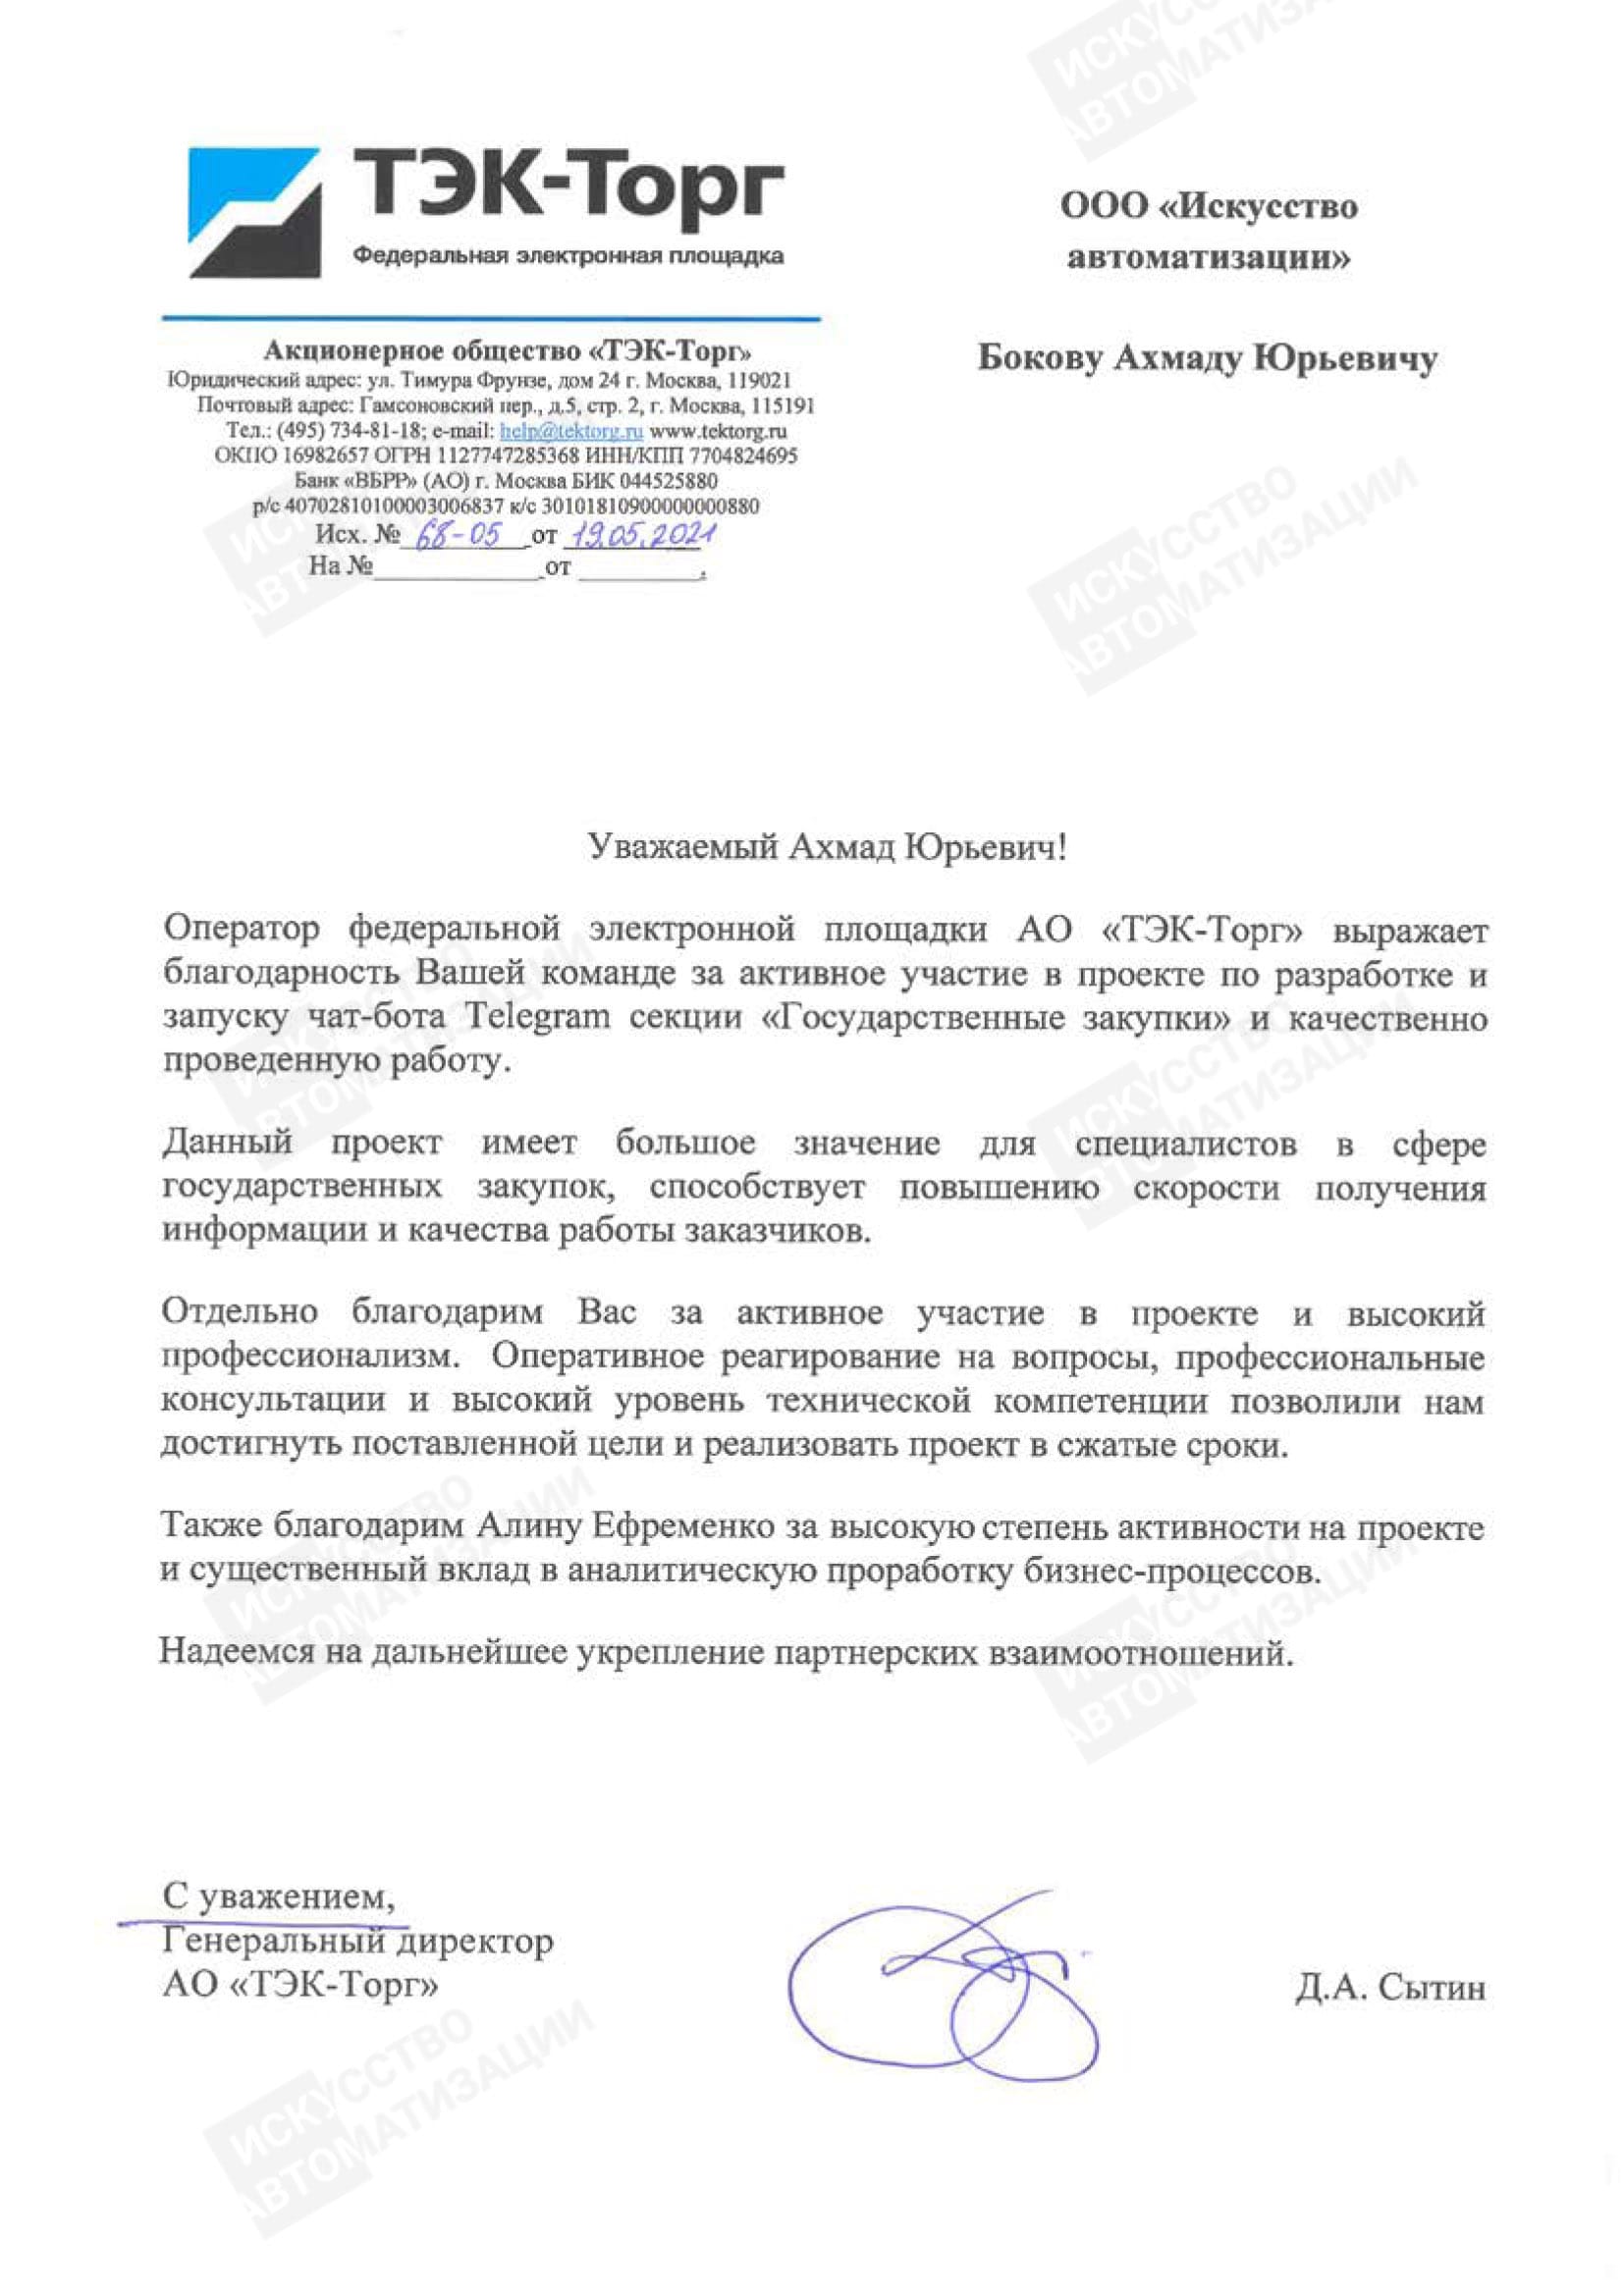 ТЭК-Торг
Федеральная электронная площадка
Акционерное общество «ТЭК-Торг»
Юридический адрес: ул. Тимура Фрунзе, дом 24 г. Москва, 119021
Почтовый адрес: Гамсоновский пер., д.5, стр. 2, г. Москва, 115191
Тел.: (495) 734-81-18; e-mail: help@tektorg.ru www.tektorg.ru
ОКПО 16982657 ОГРН 1127747285368 ИНН/КПП 7704824695
Банк «ВБРР» (АО) г. Москва БИК 044525880
р/с 40702810100003006837 к/с 30101810900000000880
Исх. № 68-05 от 19.05.2021
На №____________ от _________.
ООО «Искусство
автоматизации»
Бокову Ахмаду Юрьевичу
Уважаемый Ахмад Юрьевич!
Оператор федеральной электронной площадки АО «ТЭК-Торг» выражает
благодарность Вашей команде за активное участие в проекте по разработке и
запуску чат-бота Telegram секции «Государственные закупки» и качественно
проведенную работу.
Данный проект имеет большое значение для специалистов в сфере
государственных закупок, способствует повышению скорости получения
информации и качества работы заказчиков.
Отдельно благодарим Вас за активное участие в проекте и высокий
профессионализм. Оперативное реагирование на вопросы, профессиональные
консультации и высокий уровень технической компетенции позволили нам
достигнуть поставленной цели и реализовать проект в сжатые сроки.
Также благодарим Алину Ефременко за высокую степень активности на проекте
и существенный вклад в аналитическую проработку бизнес-процессов.
Надеемся на дальнейшее укрепление партнерских взаимоотношений.
С уважением,
Генеральный директор
АО «ТЭК-Торг»
Д.А. Сытин
ИСКУССТВО
АВТОМАТИЗАЦИИ